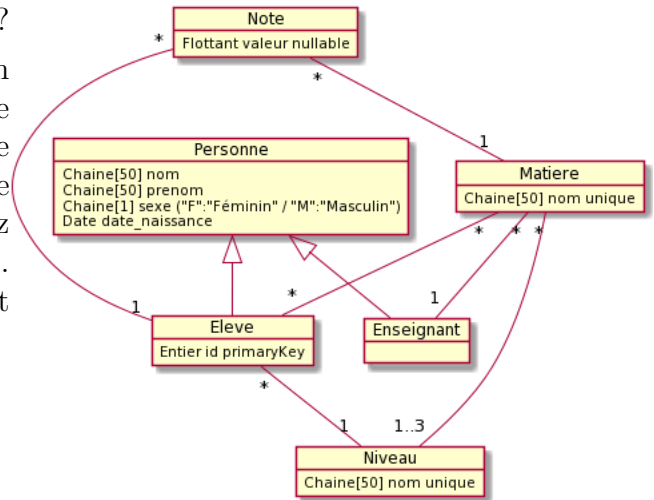 ?
n
e
e
e
z
.
t
Note
Flottant valeur nullable
*
*
Personne
Chaine[50] nom
Chaine[50] prenom
Chaine[1] sexe ("F":"Féminin" / "M":"Masculin")
Date date_naissance
1
Matiere
Chaine[50] nom unique
* * *
*
1
1
Eleve
Entier id primaryKey
Enseignant
*
1
1..3
Niveau
Chaine[50] nom unique